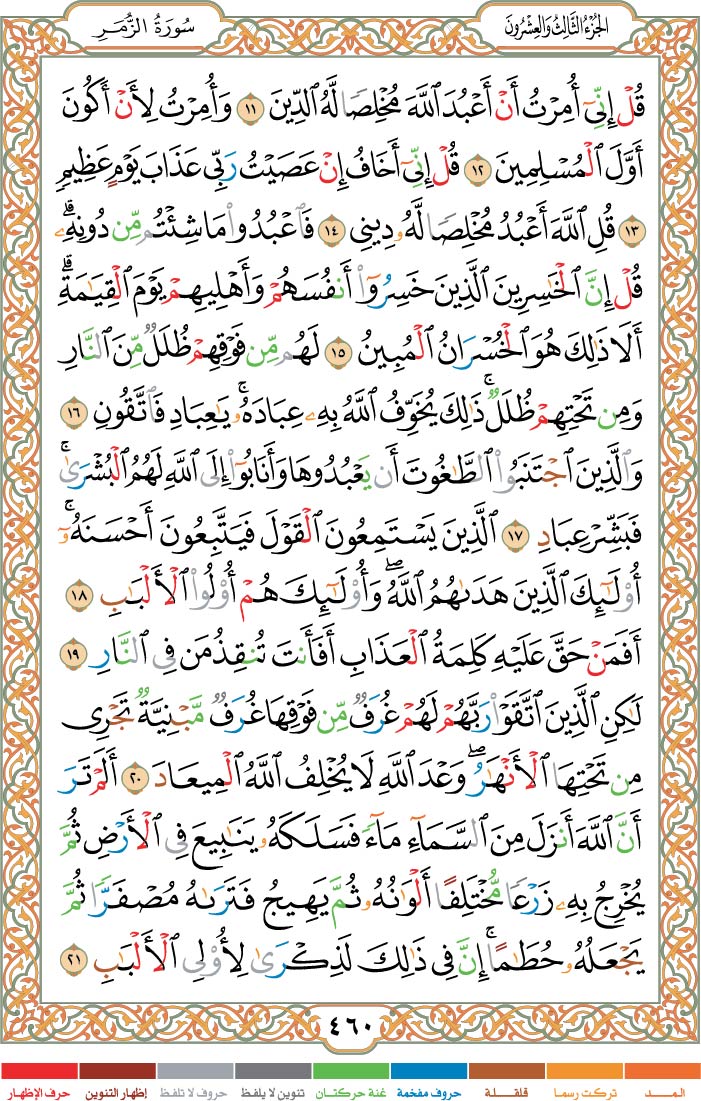 الجُزْءُ الثَّالِثُ وَالعِشْرُونَ
سُورَةُ الزُّمَرِ
قُلْ إِنِّىٓ أُمِرْتُ أَنْ أَعْبُدَ ٱللَّهَ مُخْلِصًا لَّهُ ٱلدِّينَ ١١ وَأُمِرْتُ لِأَنْ أَكُونَ
أَوَّلَ ٱلْمُسْلِمِينَ ١٢ قُلْ إِنِّىٓ أَخَافُ إِنْ عَصَيْتُ رَبِّى عَذَابَ يَوْمٍ عَظِيمٍ
١٣ قُلِ ٱللَّهَ أَعْبُدُ مُخْلِصًا لَّهُۥ دِينِى ١٤ فَٱعْبُدُوا۟ مَا شِئْتُم مِّن دُونِهِۦ ۗ
قُلْ إِنَّ ٱلْخَـٰسِرِينَ ٱلَّذِينَ خَسِرُوٓا۟ أَنفُسَهُمْ وَأَهْلِيهِمْ يَوْمَ ٱلْقِيَـٰمَةِ ۗ
أَلَا ذَٰلِكَ هُوَ ٱلْخُسْرَانُ ٱلْمُبِينُ ١٥ لَهُم مِّن فَوْقِهِمْ ظُلَلٌ مِّنَ ٱلنَّارِ
وَمِن تَحْتِهِمْ ظُلَلٌ ۚ ذَٰلِكَ يُخَوِّفُ ٱللَّهُ بِهِۦ عِبَادَهُۥ ۚ يَـٰعِبَادِ فَٱتَّقُونِ ١٦
وَٱلَّذِينَ ٱجْتَنَبُوا۟ ٱلطَّـٰغُوتَ أَن يَعْبُدُوهَا وَأَنَابُوٓا۟ إِلَى ٱللَّهِ لَهُمُ ٱلْبُشْرَىٰ ۚ
فَبَشِّرْ عِبَادِ ١٧ ٱلَّذِينَ يَسْتَمِعُونَ ٱلْقَوْلَ فَيَتَّبِعُونَ أَحْسَنَهُۥٓ ۚ
أُو۟لَـٰٓئِكَ ٱلَّذِينَ هَدَىٰهُمُ ٱللَّهُ ۖ وَأُو۟لَـٰٓئِكَ هُمْ أُو۟لُوا۟ ٱلْأَلْبَـٰبِ ١٨
أَفَمَنْ حَقَّ عَلَيْهِ كَلِمَةُ ٱلْعَذَابِ أَفَأَنتَ تُنقِذُ مَن فِى ٱلنَّارِ ١٩
لَـٰكِنِ ٱلَّذِينَ ٱتَّقَوْا۟ رَبَّهُمْ لَهُمْ غُرَفٌ مِّن فَوْقِهَا غُرَفٌ مَّبْنِيَّةٌ تَجْرِى
مِن تَحْتِهَا ٱلْأَنْهَـٰرُ ۖ وَعْدَ ٱللَّهِ لَا يُخْلِفُ ٱللَّهُ ٱلْمِيعَادَ ٢٠ أَلَمْ تَرَ
أَنَّ ٱللَّهَ أَنزَلَ مِنَ ٱلسَّمَآءِ مَآءً فَسَلَكَهُۥ يَنَـٰبِيعَ فِى ٱلْأَرْضِ ثُمَّ
يُخْرِجُ بِهِۦ زَرْعًا مُّخْتَلِفًا أَلْوَٰنُهُۥ ثُمَّ يَهِيجُ فَتَرَىٰهُ مُصْفَرًّا ثُمَّ
يَجْعَلُهُۥ حُطَـٰمًا ۚ إِنَّ فِى ذَٰلِكَ لَذِكْرَىٰ لِأُو۟لِى ٱلْأَلْبَـٰبِ ٢١
٤٦٠
المــد تركت رسما قلقلة حروف مفخمة غنة حركتان تنوين لا يلفظ حروف لا تلفظ إظهار التنوين حرف الإظهار